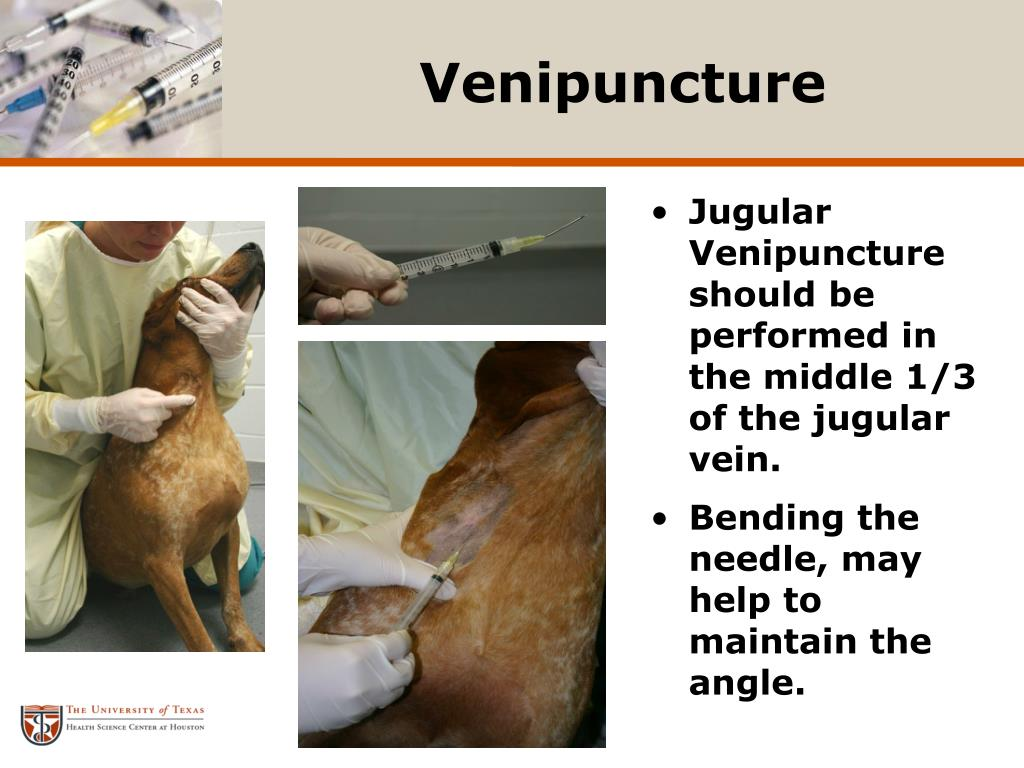 Venipuncture
• Jugular
Venipuncture
should be
performed in
the middle 1/3
of the jugular
vein.
• Bending the
needle, may
help to
maintain the
angle.
THE UNIVERSITY of TEXAS
HEALTH SCIENCE CENTER AT HOUSTON